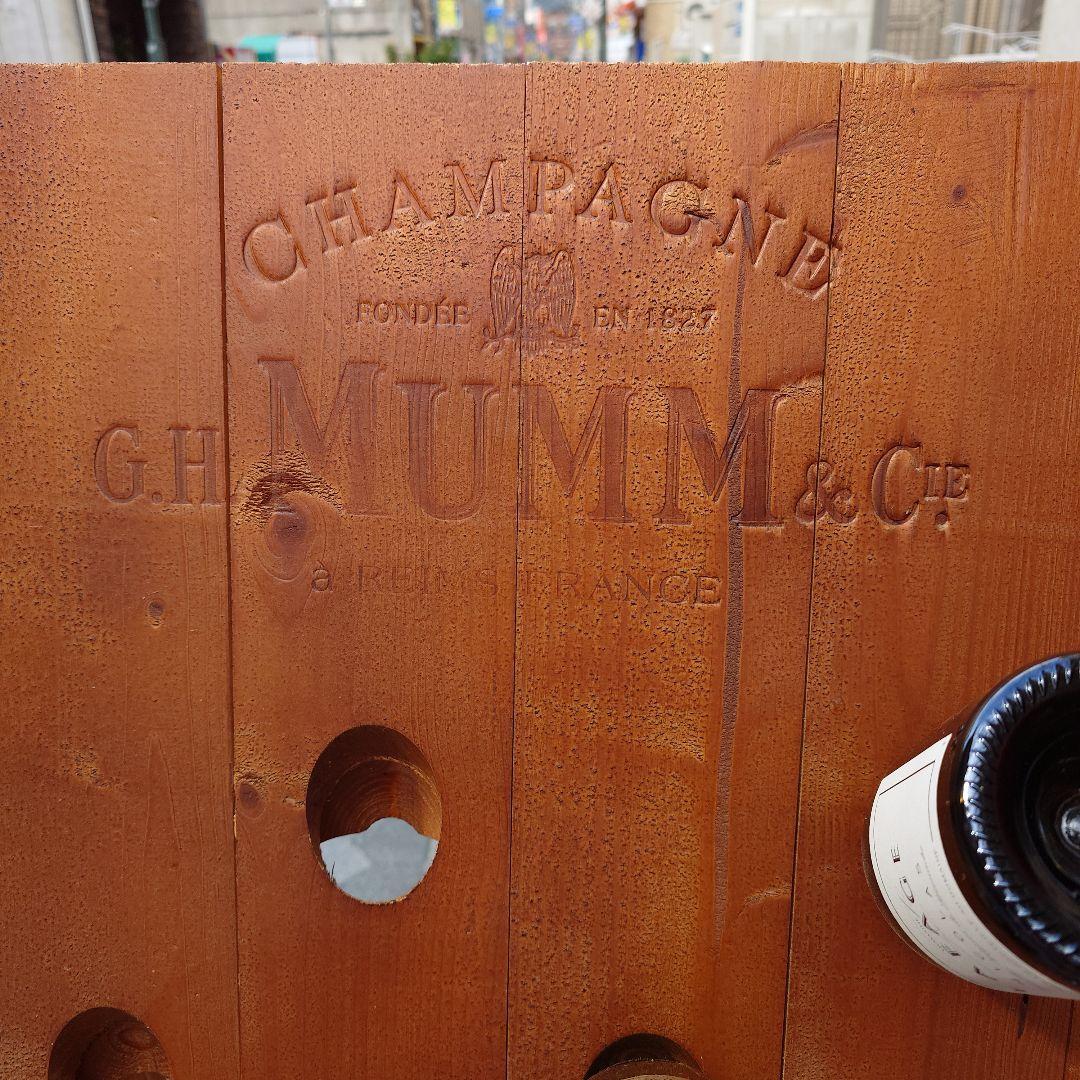 CHAMPAGNE
FONDÉE EN 1827
G.H MUMM & CIE.
à REIMS FRANCE